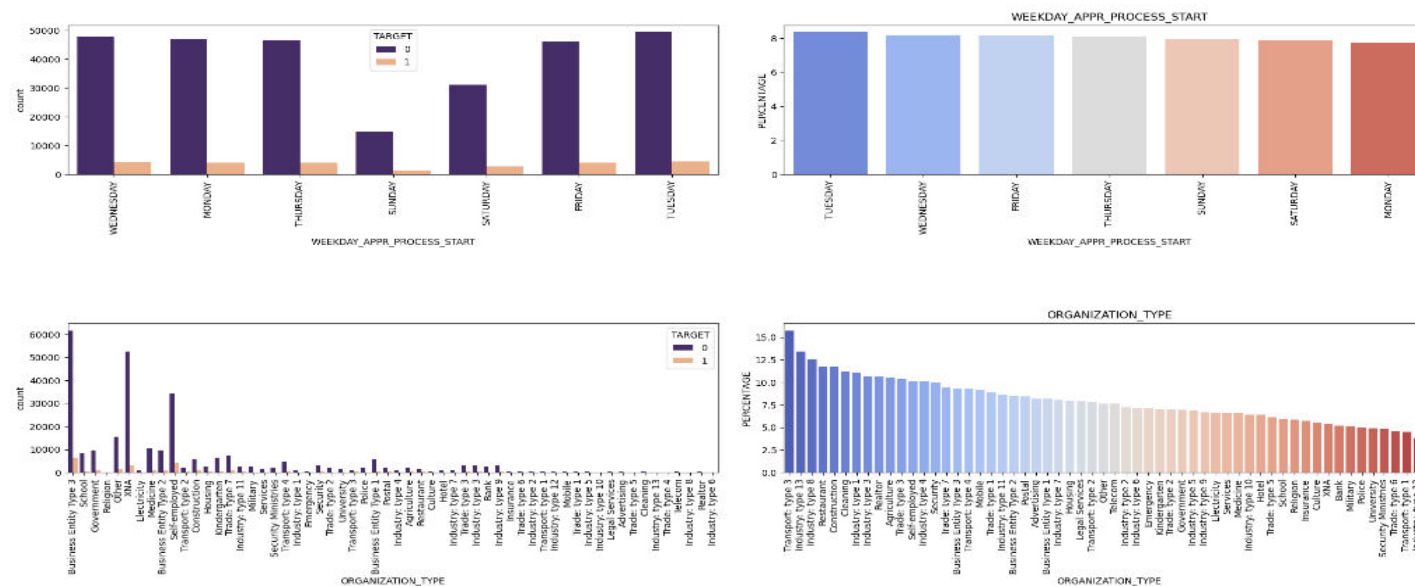 WEEKDAY_APPR_PROCESS_START
50000
40000
30000
20000
10000
0
count
TARGET
0
1
WEDNESDAY
MONDAY
THURSDAY
SUNDAY
SATURDAY
FRIDAY
TUESDAY
WEEKDAY_APPR_PROCESS_START
8
6
4
2
0
PERCENTAGE
TUESDAY
WEDNESDAY
FRIDAY
THURSDAY
SUNDAY
SATURDAY
MONDAY
WEEKDAY_APPR_PROCESS_START
ORGANIZATION_TYPE
60000
50000
40000
30000
20000
10000
0
count
TARGET
0
1
Business Entity Type 3
School
Government
Religion
Other
XNA
Electricity
Medicine
Business Entity Type 2
Self-employed
Transport: type 2
Construction
Housing
Kindergarten
Trade: type 7
Industry: type 11
Military
Services
Security Ministries
Transport: type 4
Industry: type 1
Emergency
Security
Trade: type 2
University
Transport: type 3
Police
Business Entity Type 1
Postal
Industry: type 4
Agriculture
Restaurant
Culture
Hotel
Industry: type 7
Trade: type 3
Industry: type 3
Bank
Industry: type 9
Insurance
Trade: type 6
Industry: type 2
Transport: type 1
Industry: type 12
Mobile
Trade: type 1
Industry: type 5
Industry: type 10
Legal Services
Advertising
Trade: type 5
Cleaning
Industry: type 13
Trade: type 4
Telecom
Industry: type 8
Realtor
Industry: type 6
ORGANIZATION_TYPE
15.0
12.5
10.0
7.5
5.0
2.5
0.0
PERCENTAGE
Transport: type 3
Industry: type 13
Industry: type 8
Restaurant
Construction
Cleaning
Industry: type 1
Industry: type 3
Realtor
Agriculture
Trade: type 3
Self-employed
Industry: type 4
Security
Trade: type 7
Business Entity Type 3
Transport: type 4
Mobile
Trade: type 1
Industry: type 11
Business Entity Type 2
Postal
Advertising
Business Entity Type 1
Industry: type 7
Housing
Legal Services
Transport: type 2
Other
Telecom
Industry: type 2
Industry: type 6
Emergency
Kindergarten
Trade: type 2
Government
Industry: type 5
Industry: type 9
Electricity
Services
Medicine
Industry: type 10
Hotel
Trade: type 5
School
Religion
Insurance
Culture
XNA
Bank
Military
Police
University
Security Ministries
Trade: type 6
Transport: type 1
ORGANIZATION_TYPE